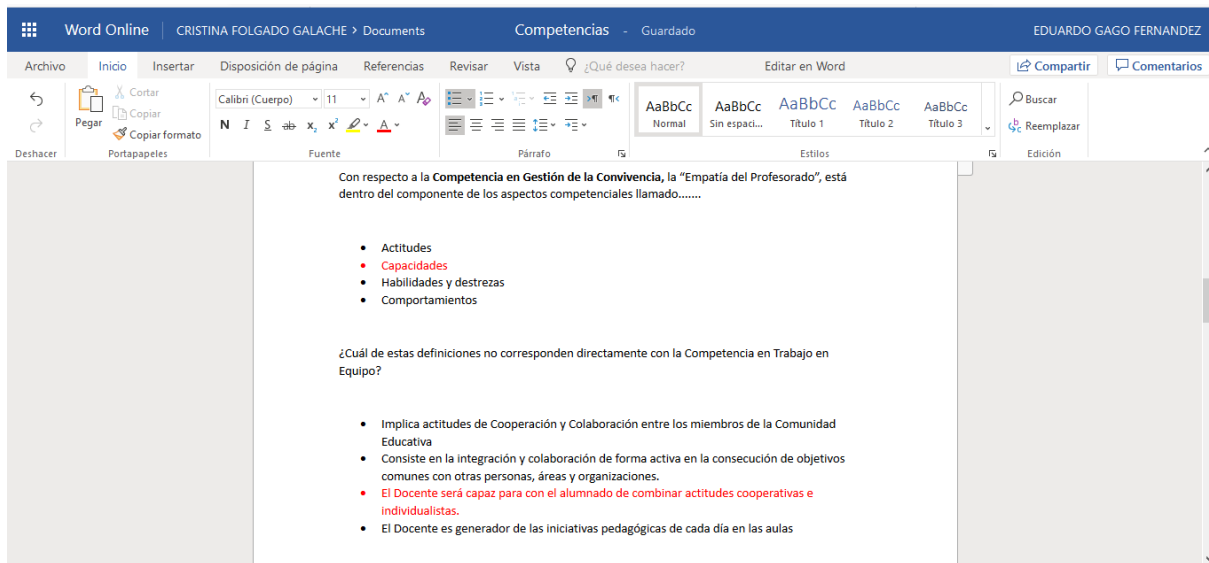 Word Online CRISTINA FOLGADO GALACHE > Documents Competencias - Guardado EDUARDO GAGO FERNANDEZ
Archivo Inicio Insertar Disposición de página Referencias Revisar Vista ¿Qué desea hacer? Editar en Word Compartir Comentarios
Pegar
Cortar
Copiar
Copiar formato
Calibri (Cuerpo) 11 A A A
N I S ab x₂ x² A
AaBbCc AaBbCc AaBbCc AaBbCc AaBbCc
Normal Sin espaci... Título 1 Título 2 Título 3
Buscar
Reemplazar
Deshacer Portapapeles Fuente Párrafo Estilos Edición
Con respecto a la Competencia en Gestión de la Convivencia, la “Empatía del Profesorado”, está
dentro del componente de los aspectos competenciales llamado.......
• Actitudes
• Capacidades
• Habilidades y destrezas
• Comportamientos
¿Cuál de estas definiciones no corresponden directamente con la Competencia en Trabajo en
Equipo?
• Implica actitudes de Cooperación y Colaboración entre los miembros de la Comunidad
Educativa
• Consiste en la integración y colaboración de forma activa en la consecución de objetivos
comunes con otras personas, áreas y organizaciones.
• El Docente será capaz para con el alumnado de combinar actitudes cooperativas e
individualistas.
• El Docente es generador de las iniciativas pedagógicas de cada día en las aulas